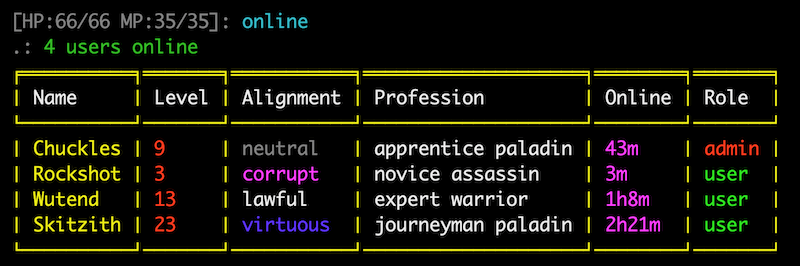 [HP:66/66 MP:35/35]: online
.: 4 users online
Name Level Alignment Profession Online Role
Chuckles 9 neutral apprentice paladin 43m admin
Rockshot 3 corrupt novice assassin 3m user
Wutend 13 lawful expert warrior 1h8m user
Skitzith 23 virtuous journeyman paladin 2h21m user